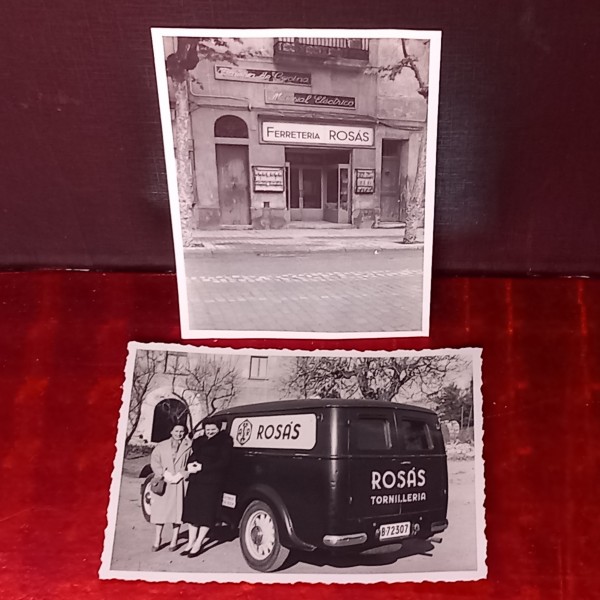 Material Eléctrico
FERRETERIA ROSÁS
ROSÁS
ROSÁS
TORNILLERIA
B72307